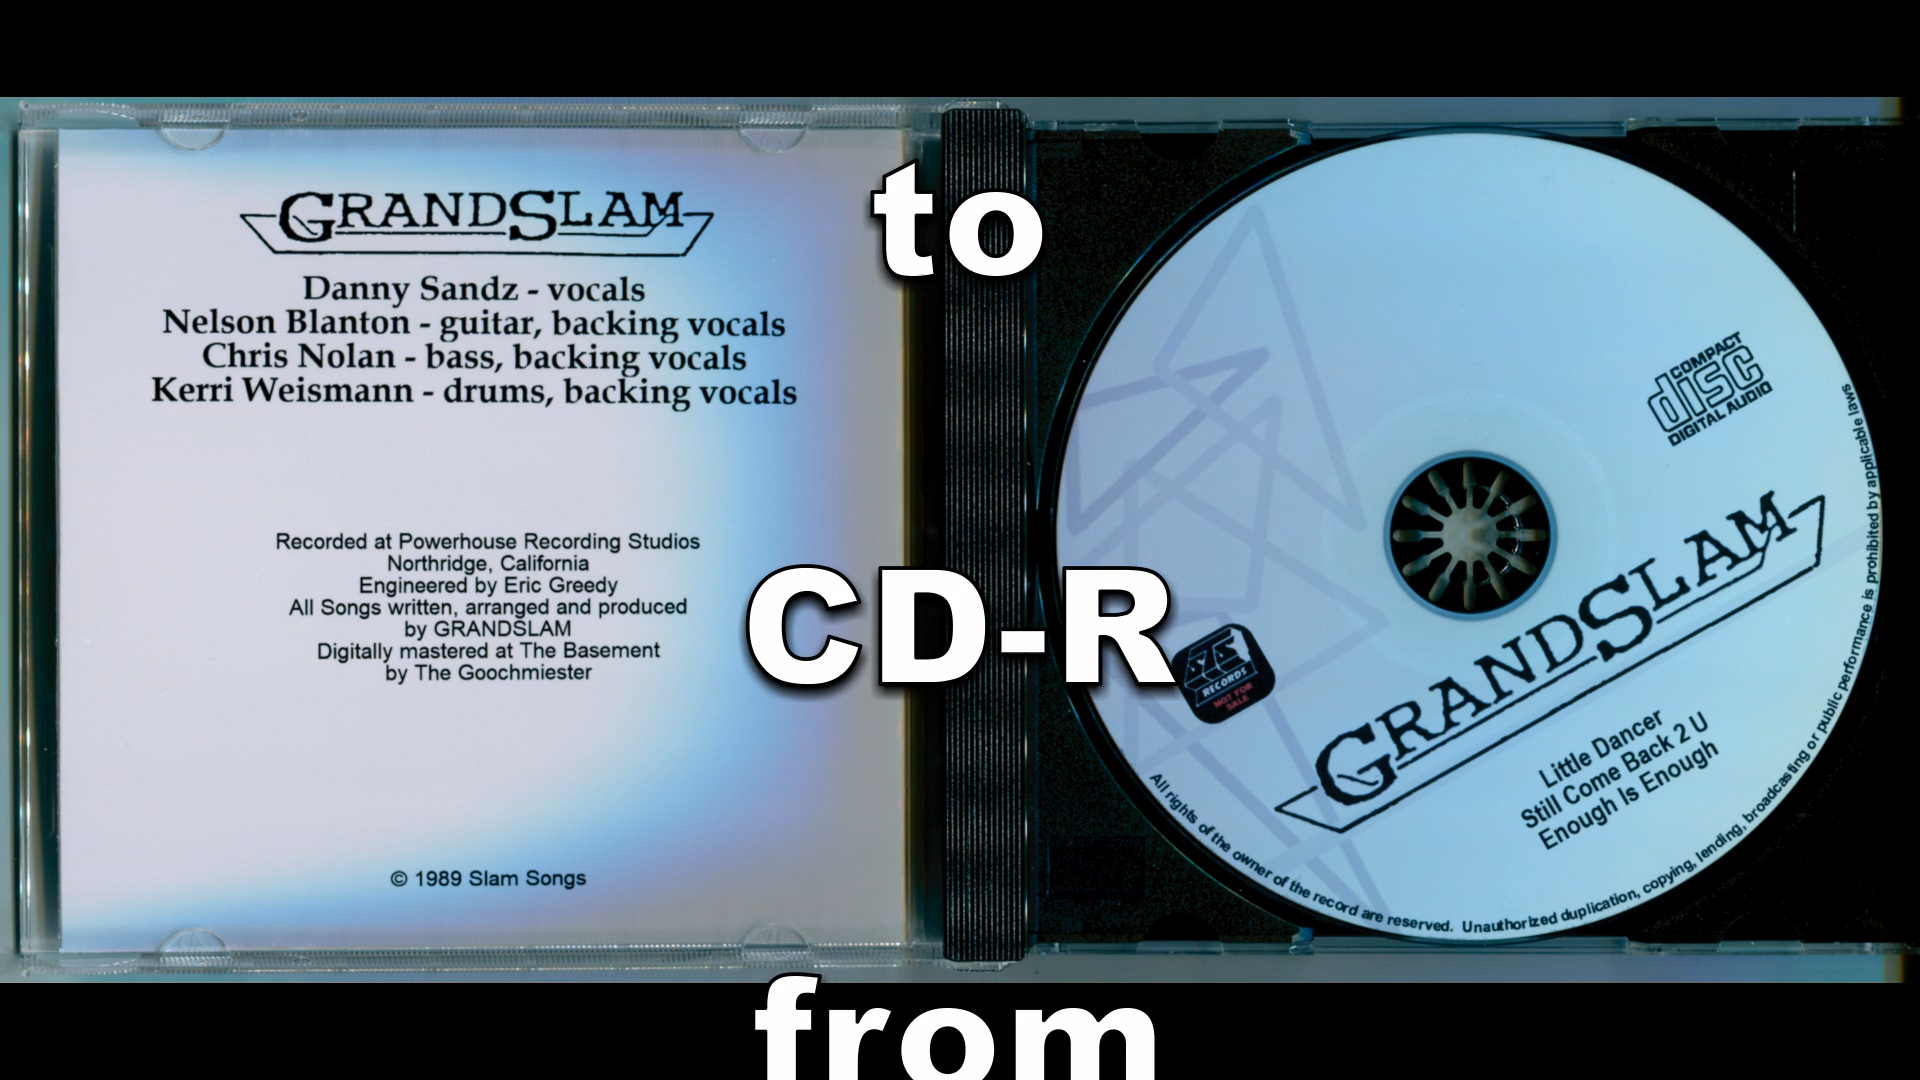 GRANDSLAM
Danny Sandz - vocals
Nelson Blanton - guitar, backing vocals
Chris Nolan - bass, backing vocals
Kerri Weismann - drums, backing vocals
Recorded at Powerhouse Recording Studios
Northridge, California
Engineered by Eric Greedy
All Songs written, arranged and produced
by GRANDSLAM
Digitally mastered at The Basement
by The Goochmiester
© 1989 Slam Songs
to
CD-R
from
COMPACT
disc
DIGITAL AUDIO
GRANDSLAM
RECORDS
NOT FOR
SALE
Little Dancer
Still Come Back 2 U
Enough Is Enough
All rights of the owner of the record are reserved. Unauthorized duplication, copying, lending, broadcasting or public performance is prohibited by applicable laws